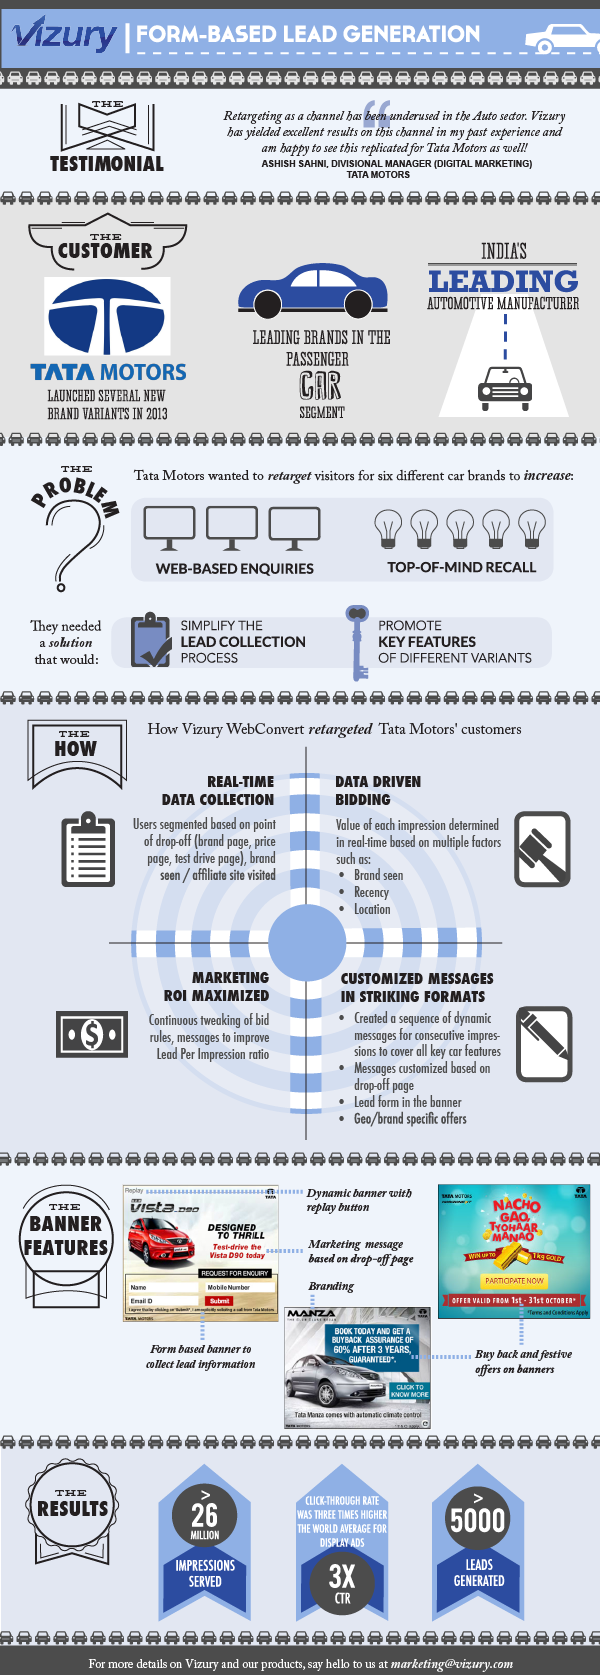 Vizury | FORM-BASED LEAD GENERATION
THE
TESTIMONIAL
Retargeting as a channel has been underused in the Auto sector. Vizury
has yielded excellent results on this channel in my past experience and
am happy to see this replicated for Tata Motors as well!
ASHISH SAHNI, DIVISIONAL MANAGER (DIGITAL MARKETING)
TATA MOTORS
THE
CUSTOMER
TATA MOTORS
LAUNCHED SEVERAL NEW
BRAND VARIANTS IN 2013
LEADING BRANDS IN THE
PASSENGER
CAR
SEGMENT
INDIA'S
LEADING
AUTOMOTIVE MANUFACTURER
THE
PROBLEM
?
Tata Motors wanted to retarget visitors for six different car brands to increase:
WEB-BASED ENQUIRIES
TOP-OF-MIND RECALL
They needed
a solution
that would:
SIMPLIFY THE
LEAD COLLECTION
PROCESS
PROMOTE
KEY FEATURES
OF DIFFERENT VARIANTS
THE
HOW
How Vizury WebConvert retargeted Tata Motors' customers
REAL-TIME
DATA COLLECTION
Users segmented based on point
of drop-off (brand page, price
page, test drive page), brand
seen / affiliate site visited
DATA DRIVEN
BIDDING
Value of each impression determined
in real-time based on multiple factors
such as:
• Brand seen
• Recency
• Location
MARKETING
ROI MAXIMIZED
Continuous tweaking of bid
rules, messages to improve
Lead Per Impression ratio
CUSTOMIZED MESSAGES
IN STRIKING FORMATS
• Created a sequence of dynamic
messages for consecutive impres-
sions to cover all key car features
• Messages customized based on
drop-off page
• Lead form in the banner
• Geo/brand specific offers
THE
BANNER
FEATURES
Replay
TATA
vista D90
DESIGNED
TO THRILL
Test-drive the
Vista D90 today
REQUEST FOR ENQUIRY
Name
Mobile Number
Email ID
Submit
I agree that by clicking on 'Submit', I am explicitly soliciting a call from Tata Motors
TATA MOTORS
Dynamic banner with
replay button
Marketing message
based on drop-off page
Branding
Form based banner to
collect lead information
MANZA
BOOK TODAY AND GET A
BUYBACK ASSURANCE OF
60% AFTER 3 YEARS,
GUARANTEED*.
CLICK TO
KNOW MORE
Tata Manza comes with automatic climate control
TATA MOTORS
TATA MOTORS
TATA
NACHO
GAO,
TYOHAAR
MANAO
WIN UP TO 1 kg GOLD
PARTICIPATE NOW
OFFER VALID FROM 1st - 31st OCTOBER*
*Terms and Conditions Apply
Buy back and festive
offers on banners
THE
RESULTS
>
26
MILLION
IMPRESSIONS
SERVED
CLICK-THROUGH RATE
WAS THREE TIMES HIGHER
THE WORLD AVERAGE FOR
DISPLAY ADS
3X
CTR
>
5000
LEADS
GENERATED
For more details on Vizury and our products, say hello to us at marketing@vizury.com